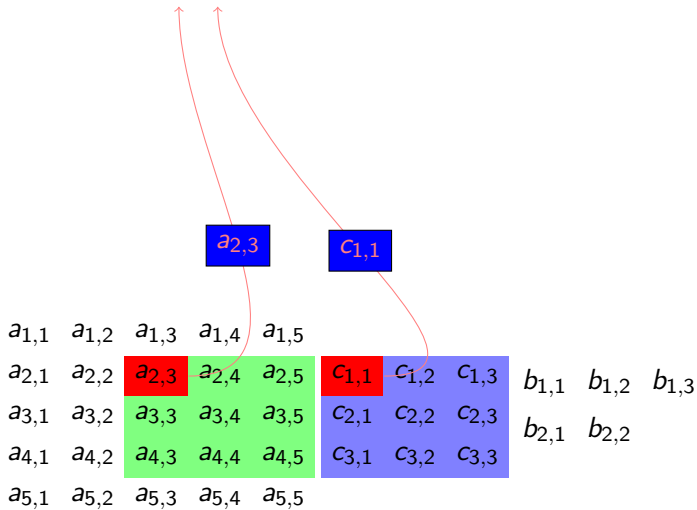 a2,3 c1,1
a1,1 a1,2 a1,3 a1,4 a1,5
a2,1 a2,2 a2,3 a2,4 a2,5 c1,1 c1,2 c1,3 b1,1 b1,2 b1,3
a3,1 a3,2 a3,3 a3,4 a3,5 c2,1 c2,2 c2,3 b2,1 b2,2
a4,1 a4,2 a4,3 a4,4 a4,5 c3,1 c3,2 c3,3
a5,1 a5,2 a5,3 a5,4 a5,5